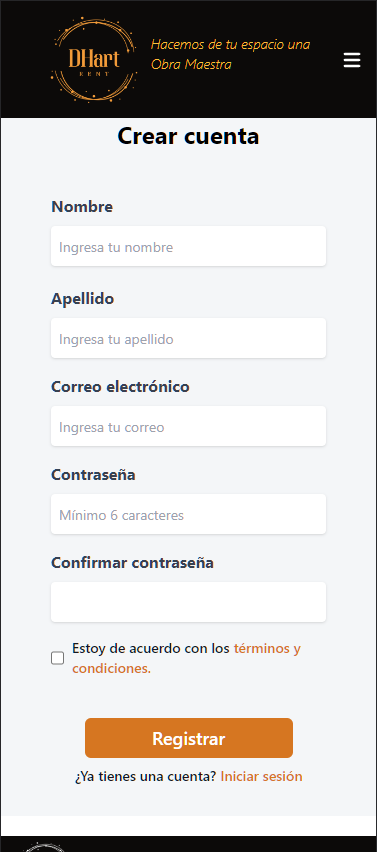 DHart
RENT
Hacemos de tu espacio una
Obra Maestra
Crear cuenta
Nombre
Ingresa tu nombre
Apellido
Ingresa tu apellido
Correo electrónico
Ingresa tu correo
Contraseña
Mínimo 6 caracteres
Confirmar contraseña
Estoy de acuerdo con los términos y
condiciones.
Registrar
¿Ya tienes una cuenta? Iniciar sesión